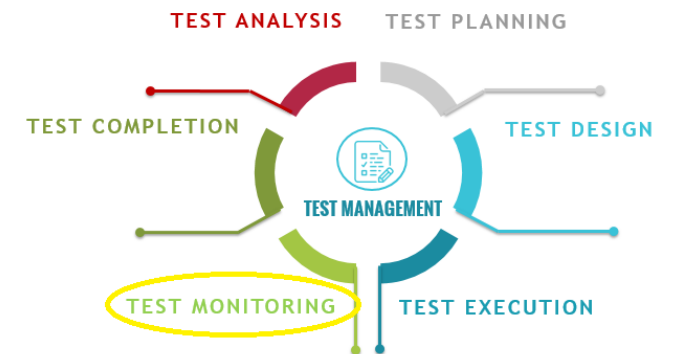 TEST ANALYSIS
TEST PLANNING
TEST COMPLETION
TEST DESIGN
TEST MANAGEMENT
TEST MONITORING
TEST EXECUTION